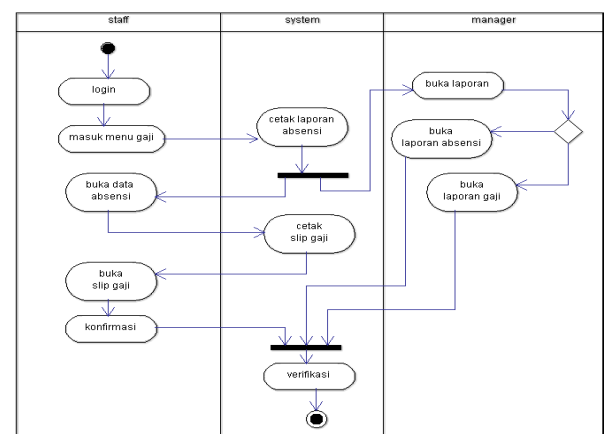 staff
system
manager
login
masuk menu gaji
cetak laporan
absensi
buka laporan
buka
laporan absensi
buka data
absensi
buka
laporan gaji
cetak
slip gaji
buka
slip gaji
konfirmasi
verifikasi